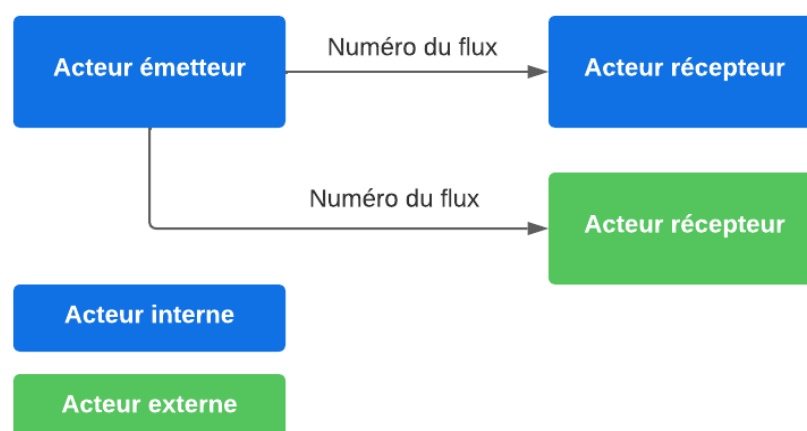 Acteur émetteur
Numéro du flux
Acteur récepteur
Numéro du flux
Acteur récepteur
Acteur interne
Acteur externe